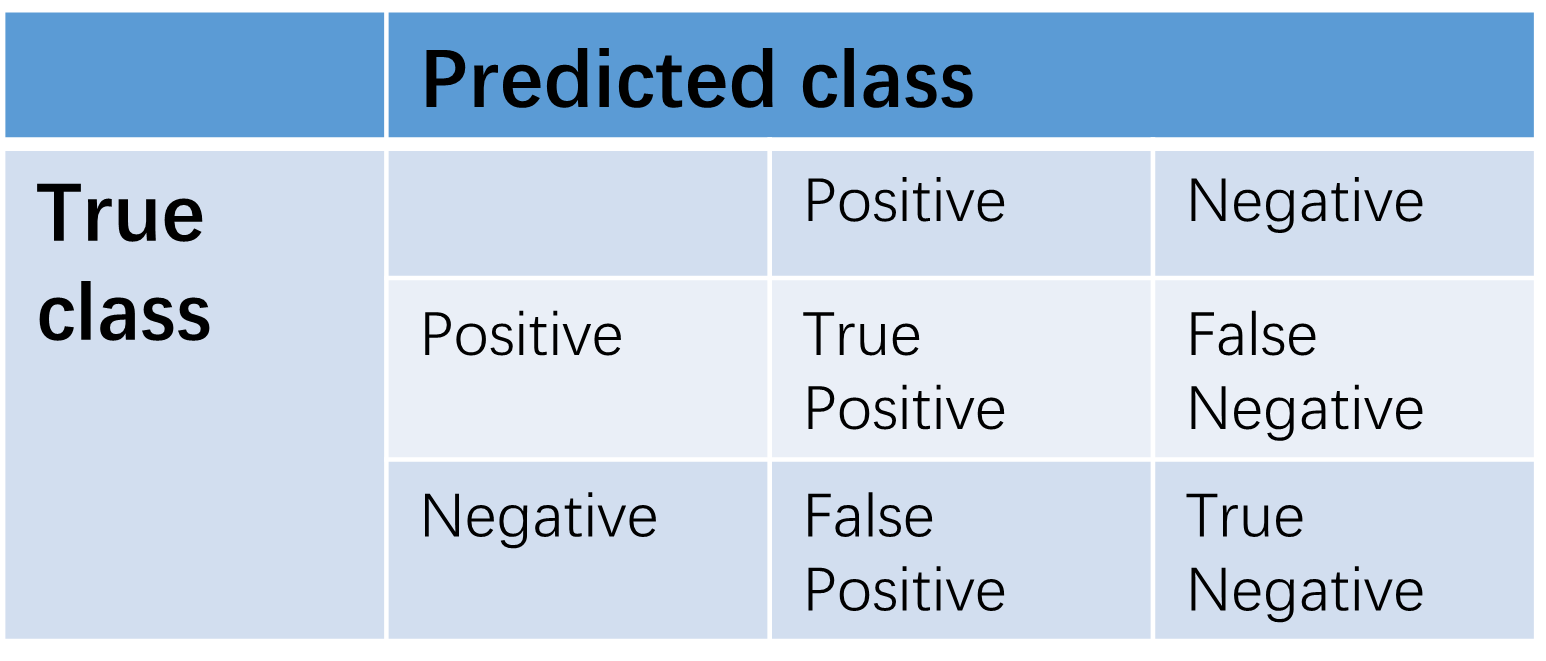 Predicted class
True
class
Positive
Negative
Positive
True
Positive
False
Negative
Negative
False
Positive
True
Negative